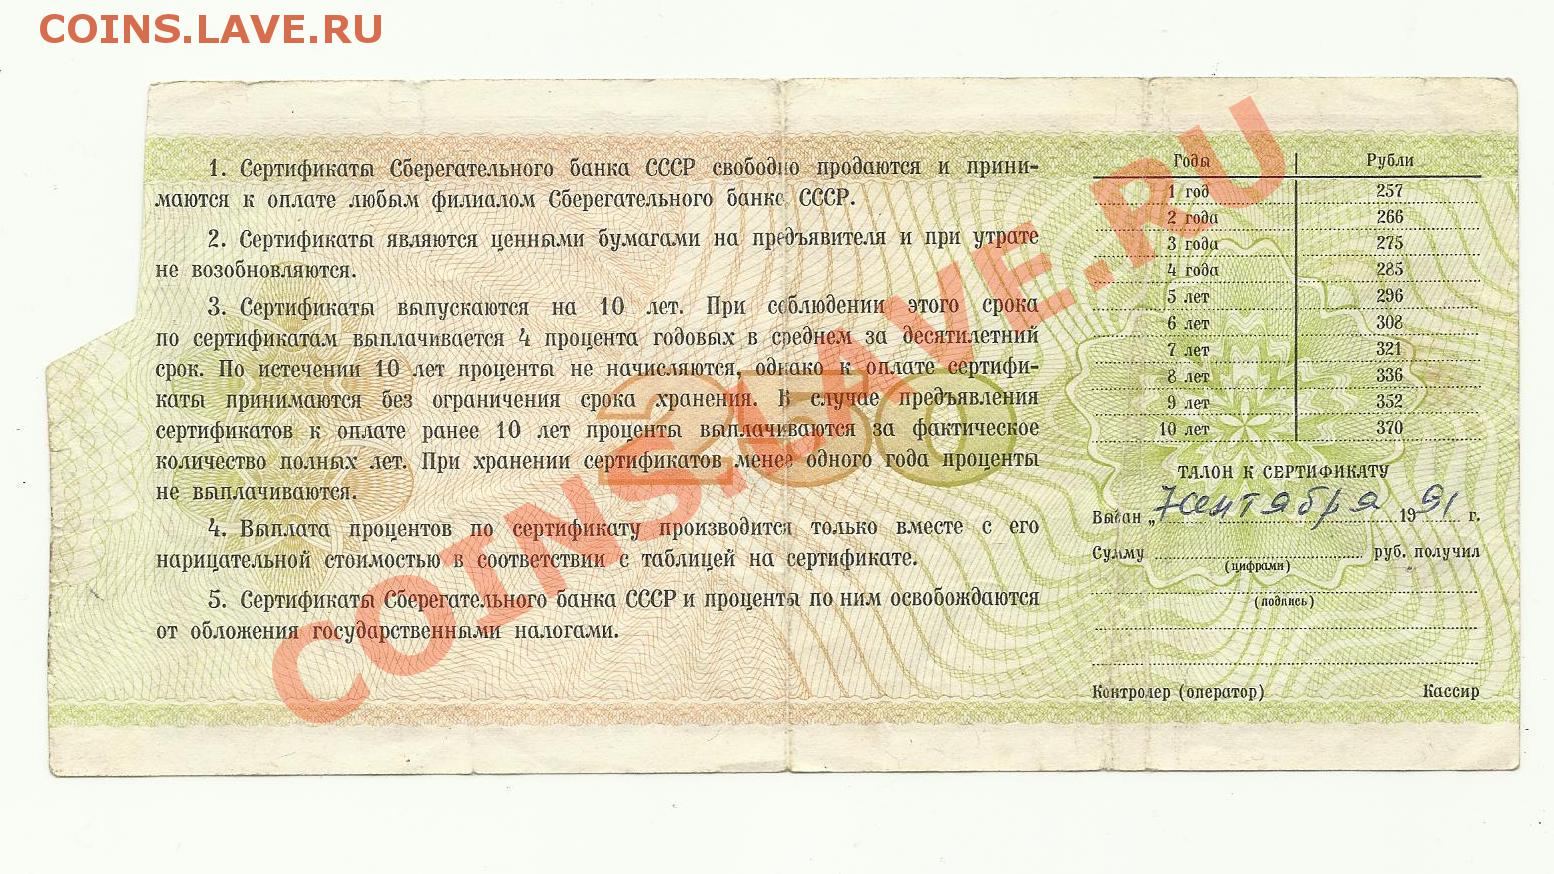 COINS.LAVE.RU
1. Сертификаты Сберегательного банка СССР свободно продаются и прини-
маются к оплате любым филиалом Сберегательного банка СССР.
2. Сертификаты являются ценными бумагами на предъявителя и при утрате
не возобновляются.
3. Сертификаты выпускаются на 10 лет. При соблюдении этого срока
по сертификатам выплачивается 4 процента годовых в среднем за десятилетний
срок. По истечении 10 лет проценты не начисляются, однако к оплате сертифи-
каты принимаются без ограничения срока хранения. В случае предъявления
сертификатов к оплате ранее 10 лет проценты выплачиваются за фактическое
количество полных лет. При хранении сертификатов менее одного года проценты
не выплачиваются.
4. Выплата процентов по сертификату производится только вместе с его
нарицательной стоимостью в соответствии с таблицей на сертификате.
5. Сертификаты Сберегательного банка СССР и проценты по ним освобождаются
от обложения государственными налогами.
250
COINS.LAVE.RU
Годы Рубли
1 год 257
2 года 266
3 года 275
4 года 285
5 лет 296
6 лет 308
7 лет 321
8 лет 336
9 лет 352
10 лет 370
ТАЛОН К СЕРТИФИКАТУ
Выдан „7 сентября 1991 г.
Сумму руб. получил
(цифрами)
(подпись)
Контролер (оператор) Кассир